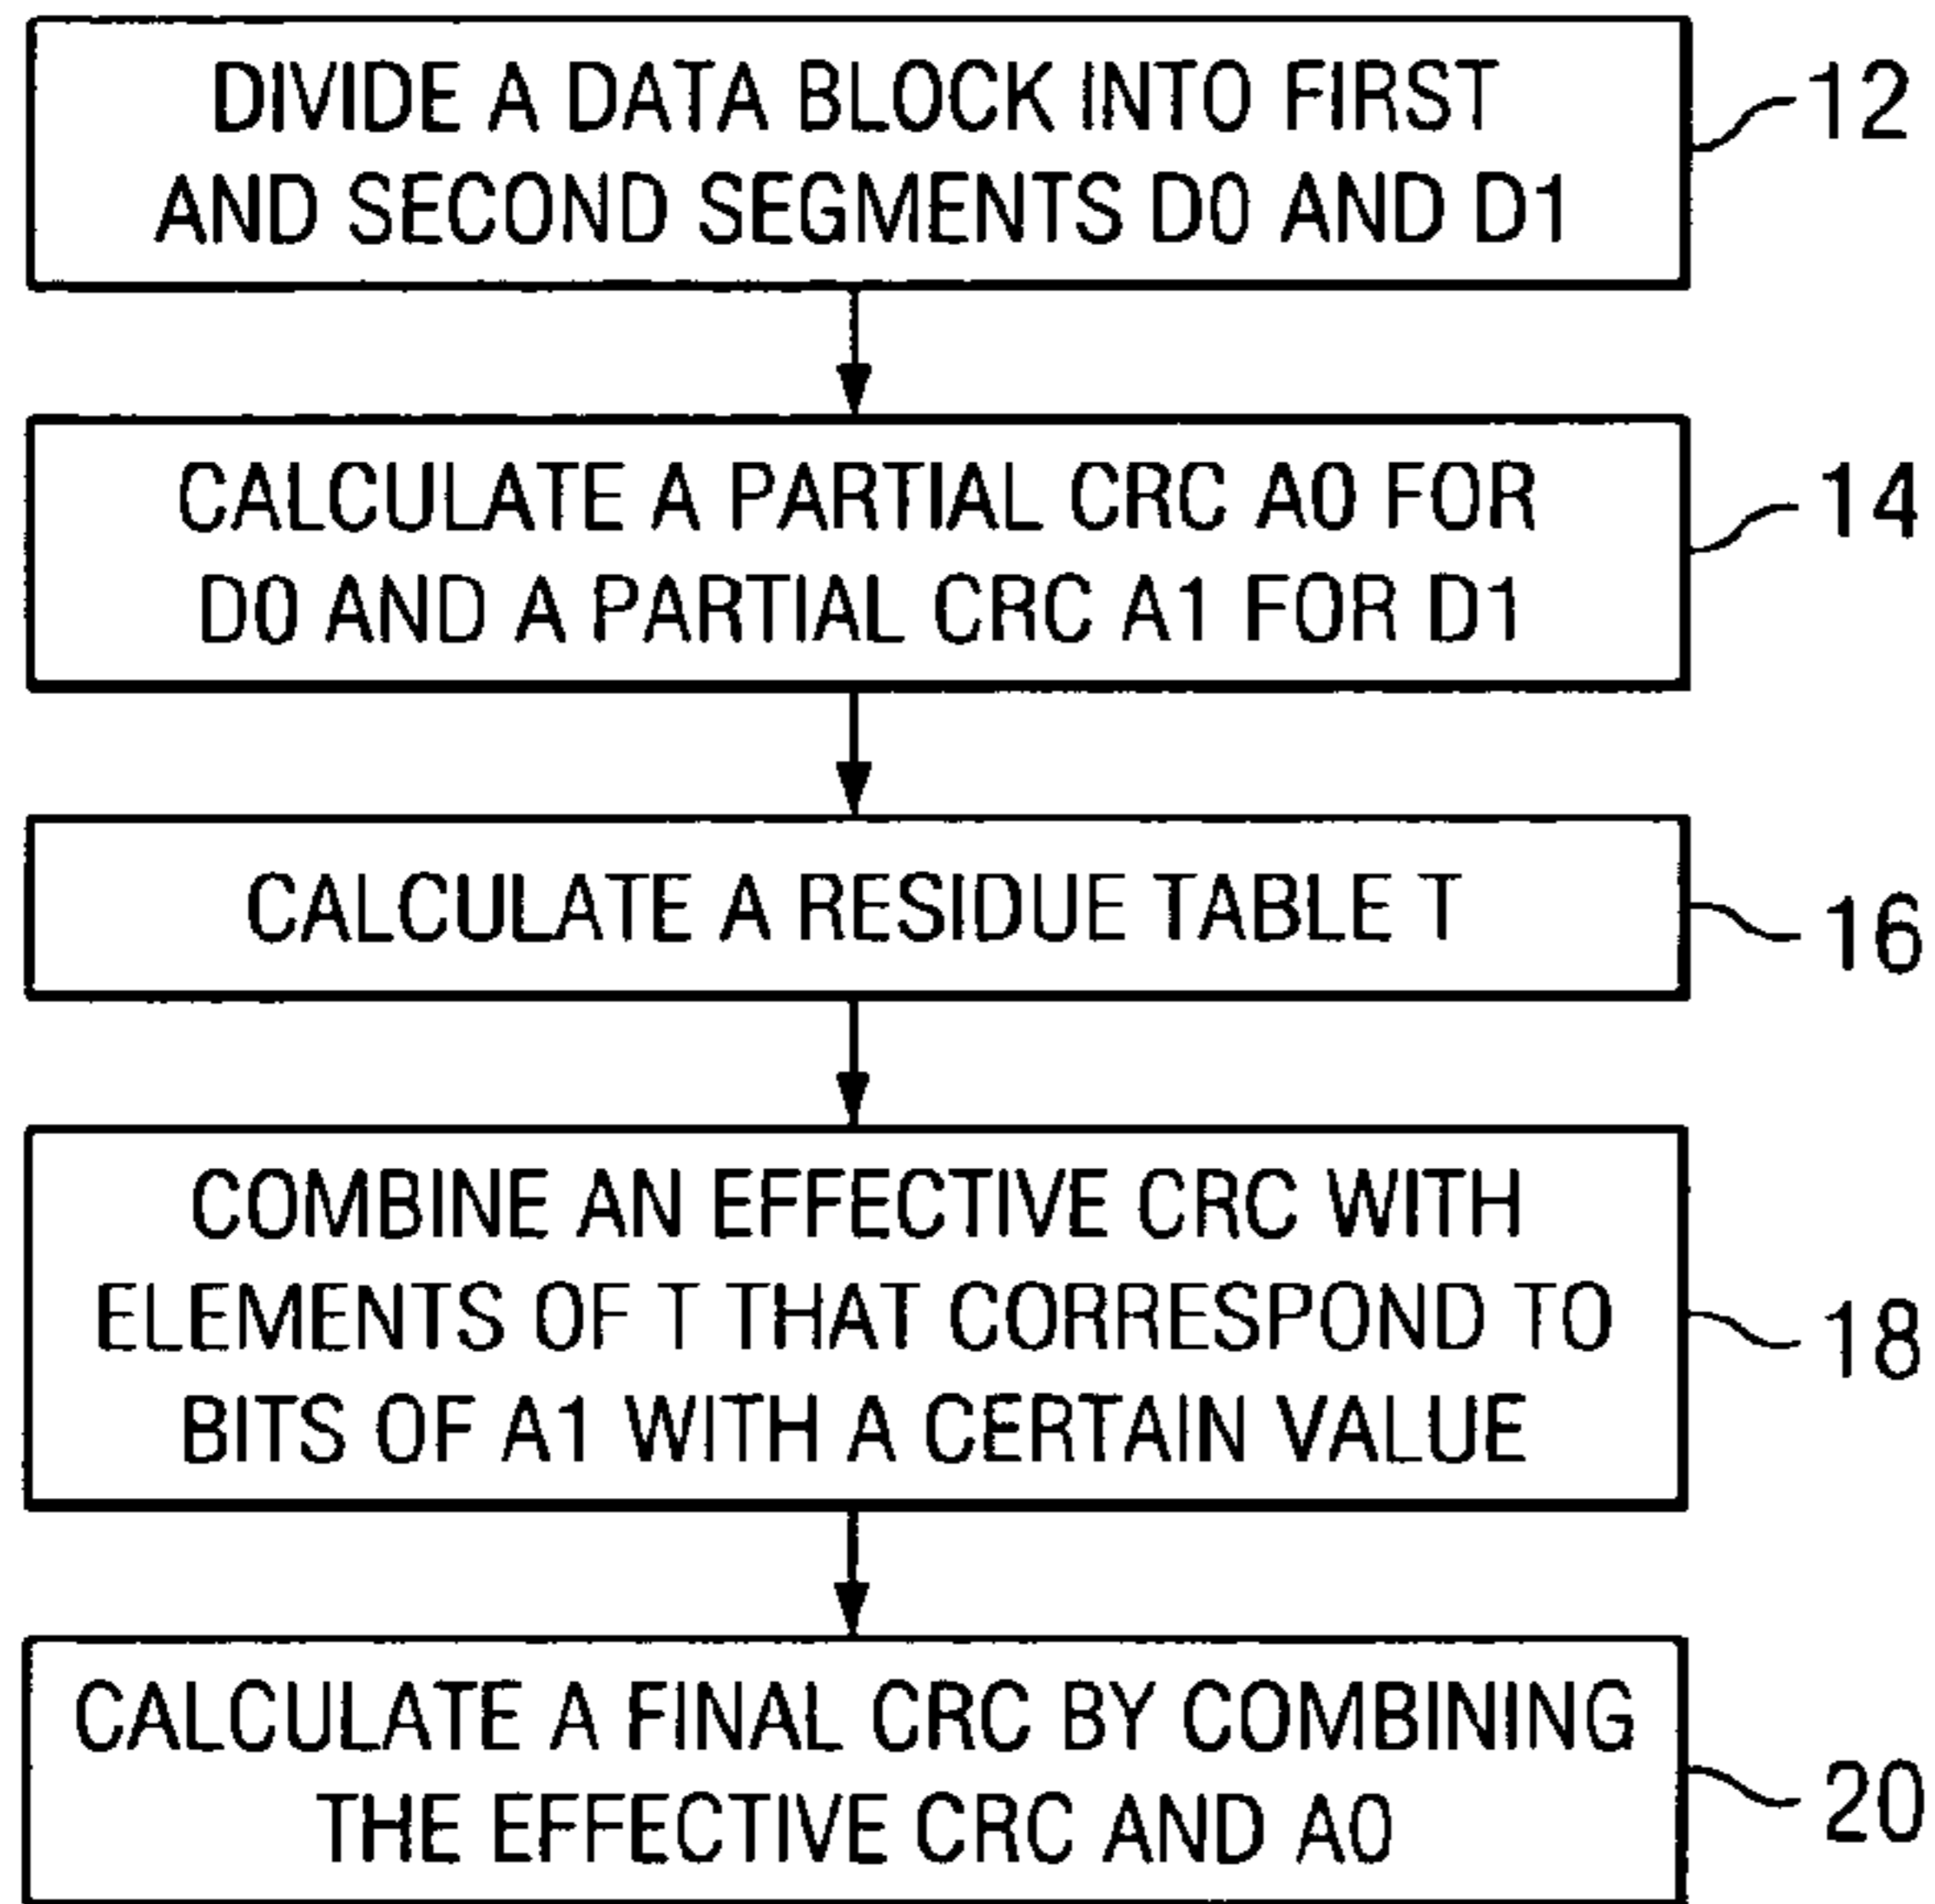 DIVIDE A DATA BLOCK INTO FIRST
AND SECOND SEGMENTS D0 AND D1
12
CALCULATE A PARTIAL CRC A0 FOR
D0 AND A PARTIAL CRC A1 FOR D1
14
CALCULATE A RESIDUE TABLE T
16
COMBINE AN EFFECTIVE CRC WITH
ELEMENTS OF T THAT CORRESPOND TO
BITS OF A1 WITH A CERTAIN VALUE
18
CALCULATE A FINAL CRC BY COMBINING
THE EFFECTIVE CRC AND A0
20